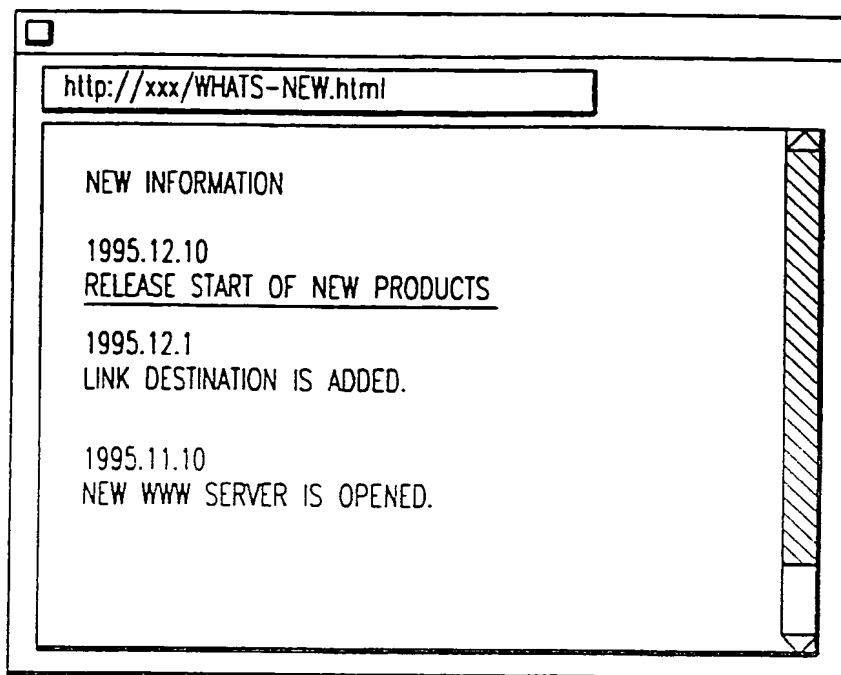 http://xxx/WHATS-NEW.html
NEW INFORMATION
1995.12.10
RELEASE START OF NEW PRODUCTS
1995.12.1
LINK DESTINATION IS ADDED.
1995.11.10
NEW WWW SERVER IS OPENED.